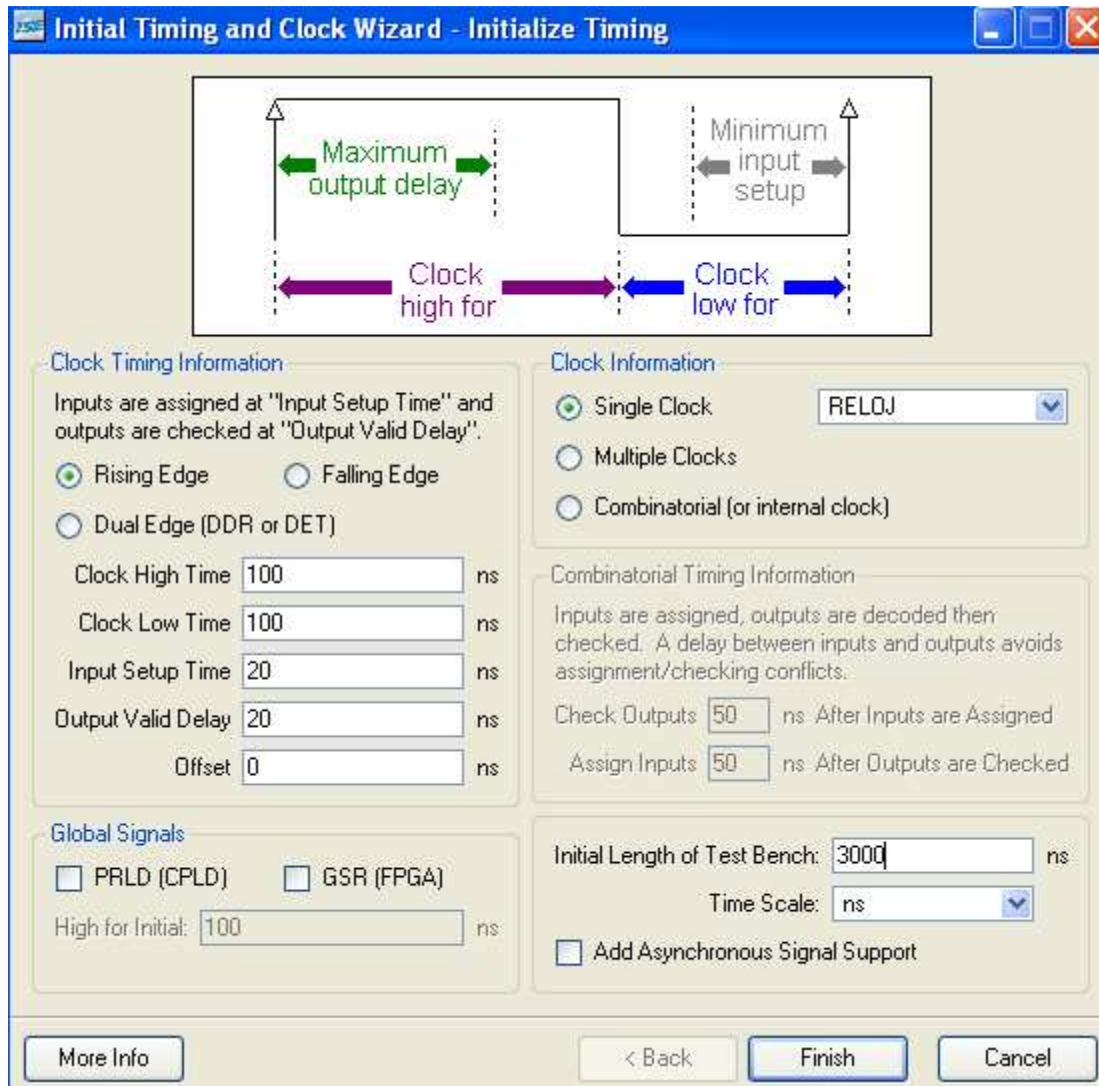 Initial Timing and Clock Wizard - Initialize Timing
Maximum
output delay
Minimum
input
setup
Clock
high for
Clock
low for
Clock Timing Information
Inputs are assigned at "Input Setup Time" and
outputs are checked at "Output Valid Delay".
Rising Edge
Falling Edge
Dual Edge (DDR or DET)
Clock High Time 100 ns
Clock Low Time 100 ns
Input Setup Time 20 ns
Output Valid Delay 20 ns
Offset 0 ns
Global Signals
PRLD (CPLD)
GSR (FPGA)
High for Initial: 100 ns
Clock Information
Single Clock RELOJ
Multiple Clocks
Combinatorial (or internal clock)
Combinatorial Timing Information
Inputs are assigned, outputs are decoded then
checked. A delay between inputs and outputs avoids
assignment/checking conflicts.
Check Outputs 50 ns After Inputs are Assigned
Assign Inputs 50 ns After Outputs are Checked
Initial Length of Test Bench: 3000 ns
Time Scale: ns
Add Asynchronous Signal Support
More Info
< Back
Finish
Cancel